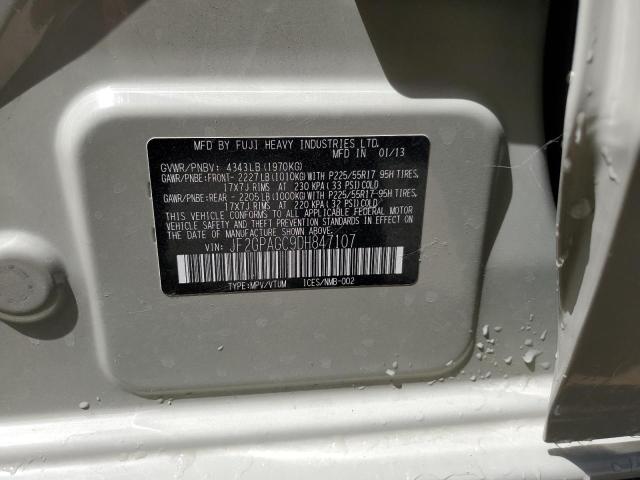 MFD BY FUJI HEAVY INDUSTRIES LTD.
MFD IN 01/13
GVWR/PNBV: 4343LB(1970KG)
GAWR/PNBE:FRONT- 2227LB(1010KG)WITH P225/55R17 95H TIRES,
17X7J RIMS AT 230 KPA(33 PSI)COLD
GAWR/PNBE:REAR - 2205LB(1000KG)WITH P225/55R17-95H TIRES,
17X7J RIMS AT 220 KPA(32 PSI)COLD
THIS VEHICLE CONFORMS TO ALL APPLICABLE FEDERAL MOTOR
VEHICLE SAFETY AND THEFT PREVENTION STANDARDS IN
EFFECT ON THE DATE OF MANUFACTURE SHOWN ABOVE.
VIN: JF2GPAGC9DH847107
TYPE:MPV/VTUM ICES/NMB-002